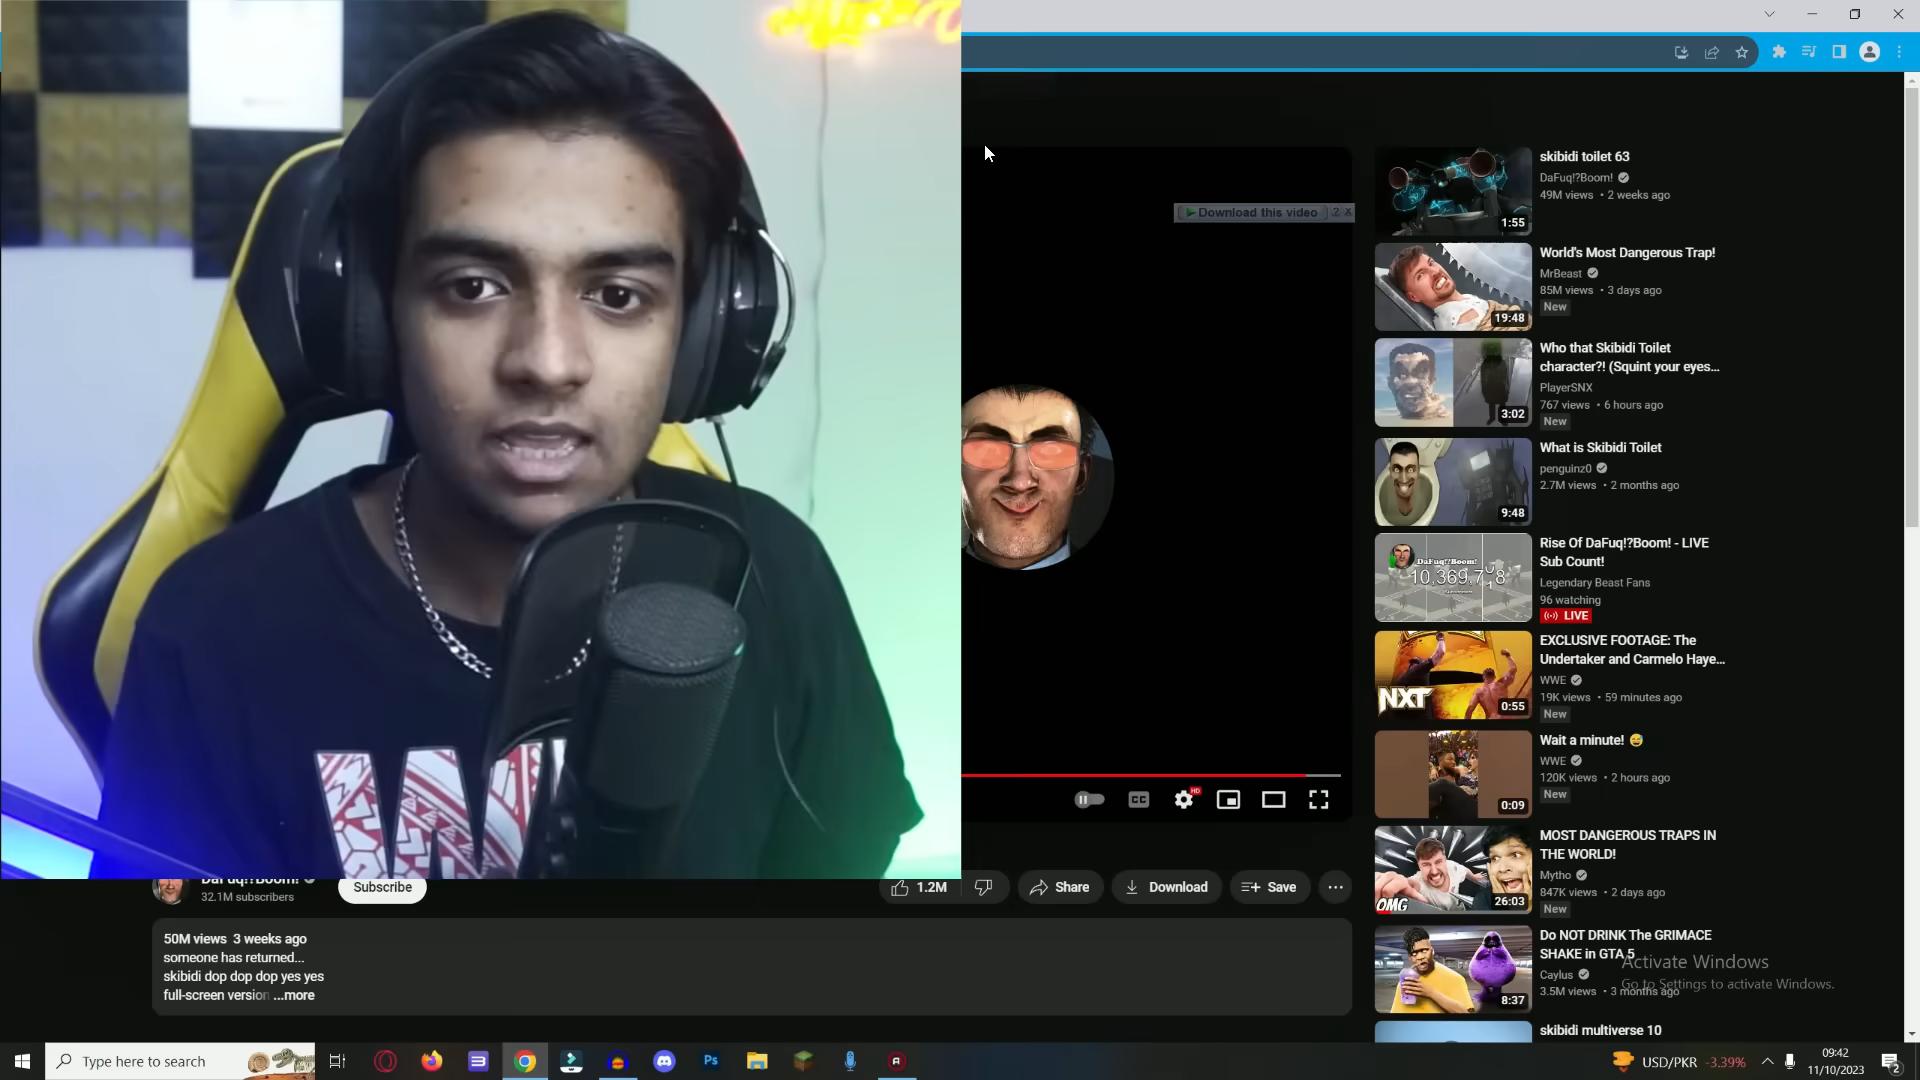 Download this video
? x
skibidi toilet 63
DaFuq!?Boom!
49M views • 2 weeks ago
1:55
World's Most Dangerous Trap!
MrBeast
85M views • 3 days ago
New
19:48
Who that Skibidi Toilet
character?! (Squint your eyes...
PlayerSNX
767 views • 6 hours ago
New
3:02
What is Skibidi Toilet
penguinz0
2.7M views • 2 months ago
9:48
Rise Of DaFuq!?Boom! - LIVE
Sub Count!
Legendary Beast Fans
96 watching
LIVE
DaFuq!?Boom!
EXCLUSIVE FOOTAGE: The
Undertaker and Carmelo Haye...
WWE
19K views • 59 minutes ago
New
NXT
0:55
Wait a minute! 😅
WWE
120K views • 2 hours ago
New
0:09
MOST DANGEROUS TRAPS IN
THE WORLD!
Mytho
847K views • 2 days ago
New
OMG
26:03
Do NOT DRINK The GRIMACE
SHAKE in GTA 5
Caylus
3.5M views • 3 months ago
8:37
Activate Windows
Go to Settings to activate Windows.
skibidi multiverse 10
CC
HD
DaFuq!?Boom!
32.1M subscribers
Subscribe
1.2M
Share
Download
Save
50M views 3 weeks ago
someone has returned...
skibidi dop dop dop yes yes
full-screen version ...more
Type here to search
Ps
USD/PKR -3.39%
09:42
11/10/2023
2